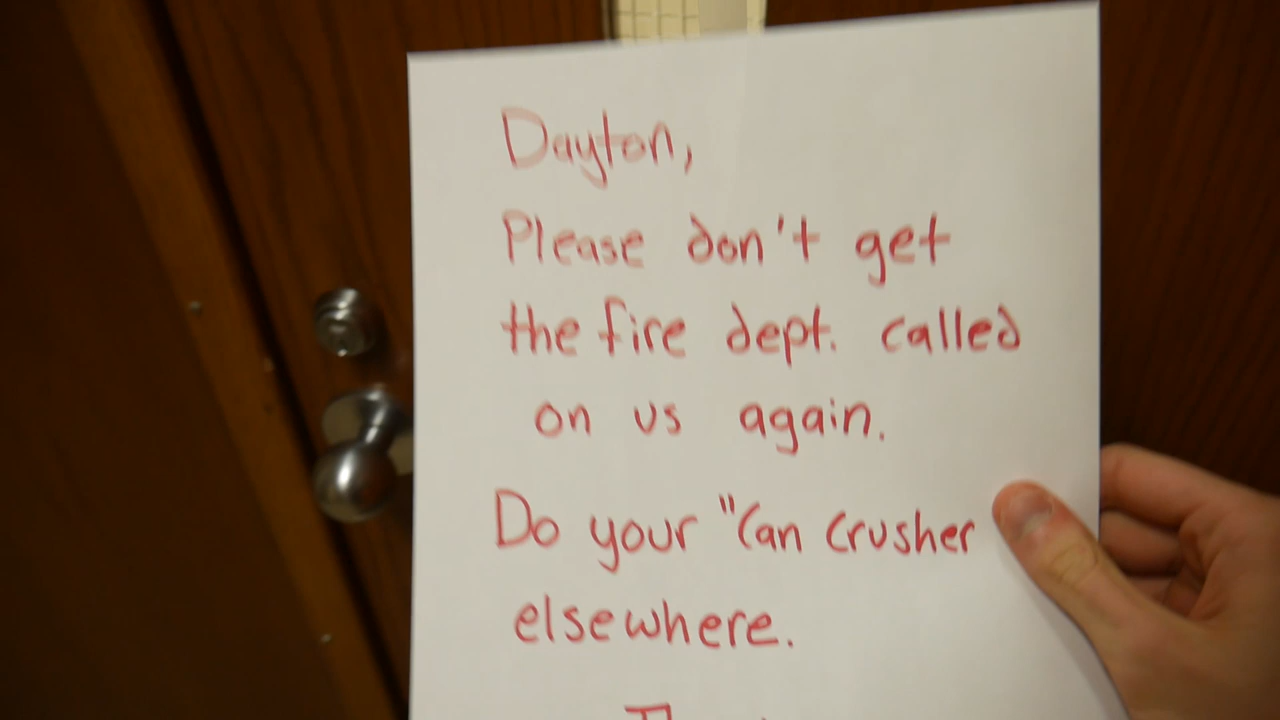 Dayton,
Please don't get
the fire dept. called
on us again.
Do your "Can Crusher
elsewhere.